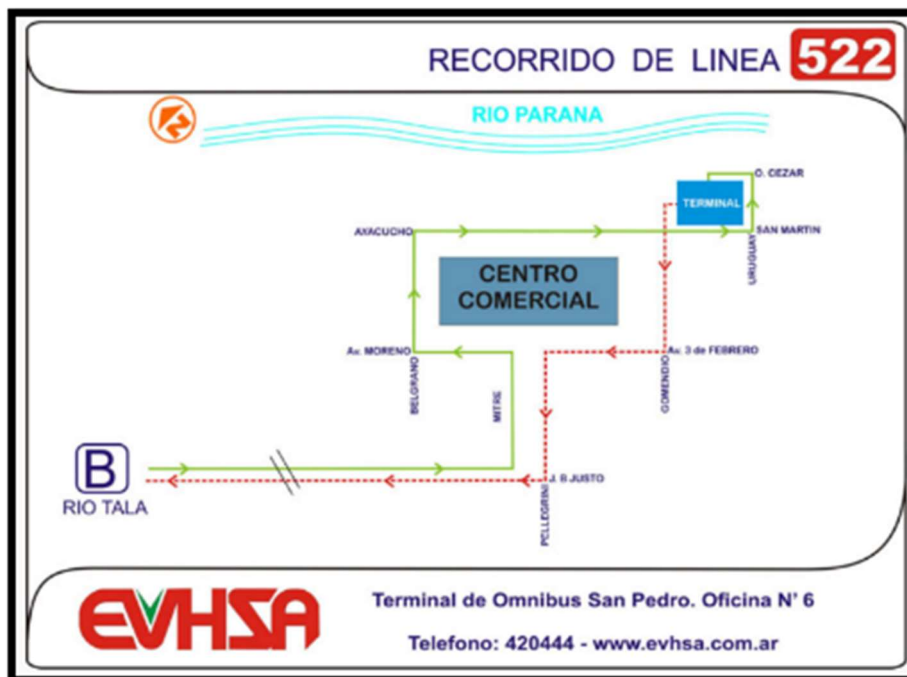 RECORRIDO DE LINEA 522
RIO PARANA
O. CEZAR
TERMINAL
AYACUCHO
SAN MARTIN
URUGUAY
CENTRO
COMERCIAL
Av. MORENO
Av. 3 de FEBRERO
BELGRANO
MITRE
GOMENDIO
B
RIO TALA
J. B JUSTO
PELLEGRINI
EVHSA
Terminal de Omnibus San Pedro. Oficina N' 6
Telefono: 420444 - www.evhsa.com.ar